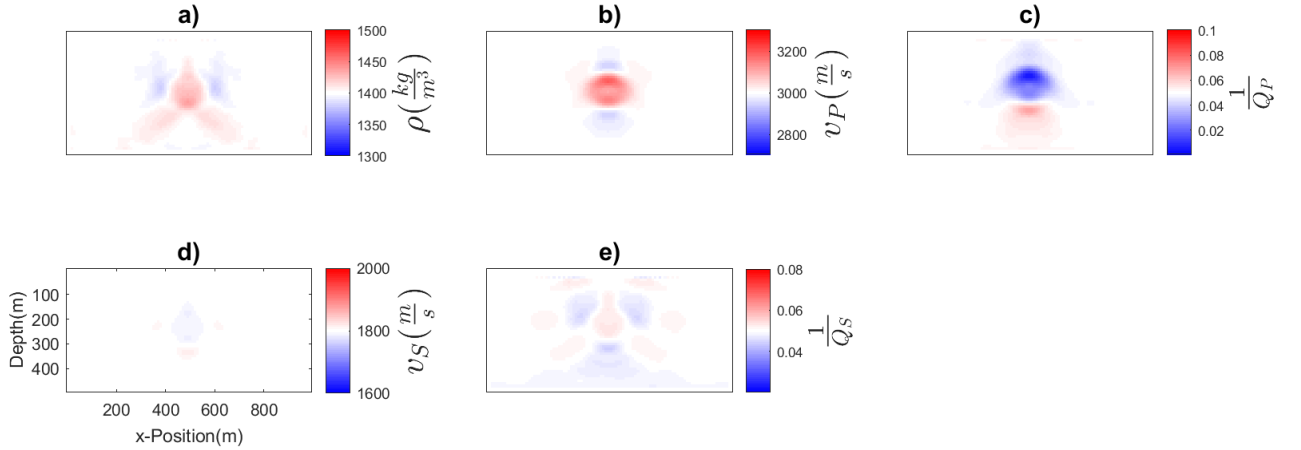 a)
1500
1450
1400
1350
1300
ρ(kg/m³)
b)
3200
3000
2800
v_P(m/s)
c)
0.1
0.08
0.06
0.04
0.02
1/Q_P
d)
100
200
300
400
Depth(m)
200 400 600 800
x-Position(m)
2000
1800
1600
v_S(m/s)
e)
0.08
0.06
0.04
1/Q_S